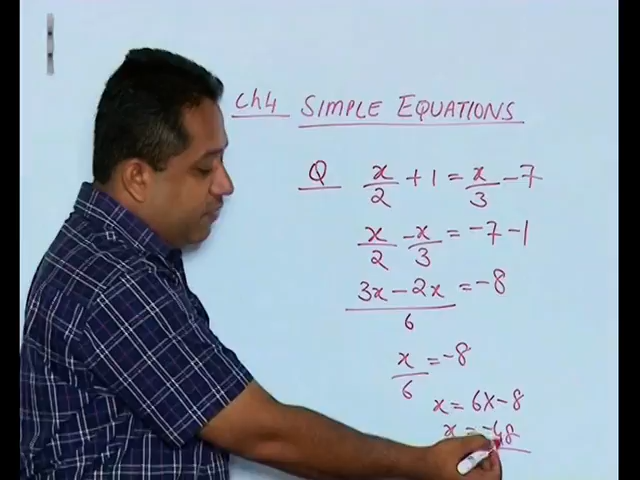 Ch4 SIMPLE EQUATIONS
Q x/2 + 1 = x/3 - 7
x/2 - x/3 = -7 - 1
3x - 2x/6 = -8
x/6 = -8
x = 6x-8
x = -48